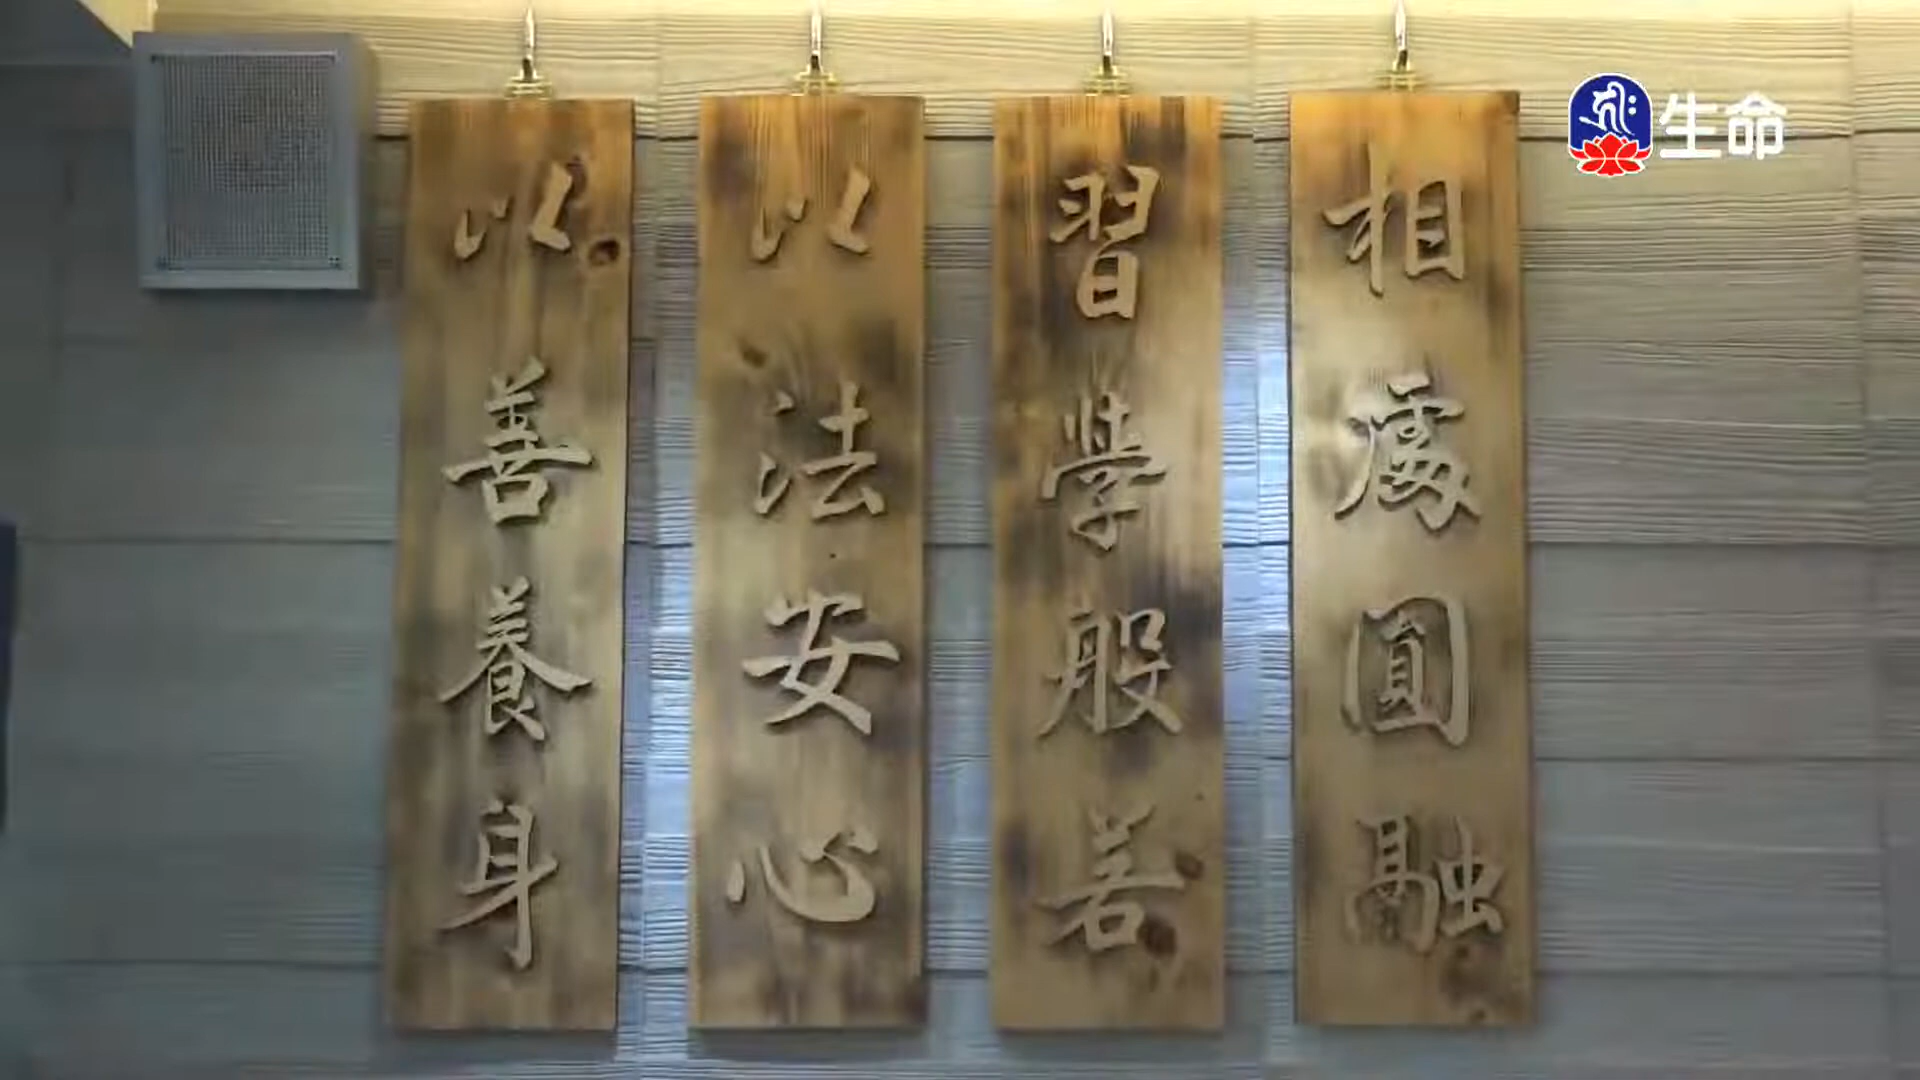 相處圓融
習學般若
以法安心
以善養身
生命